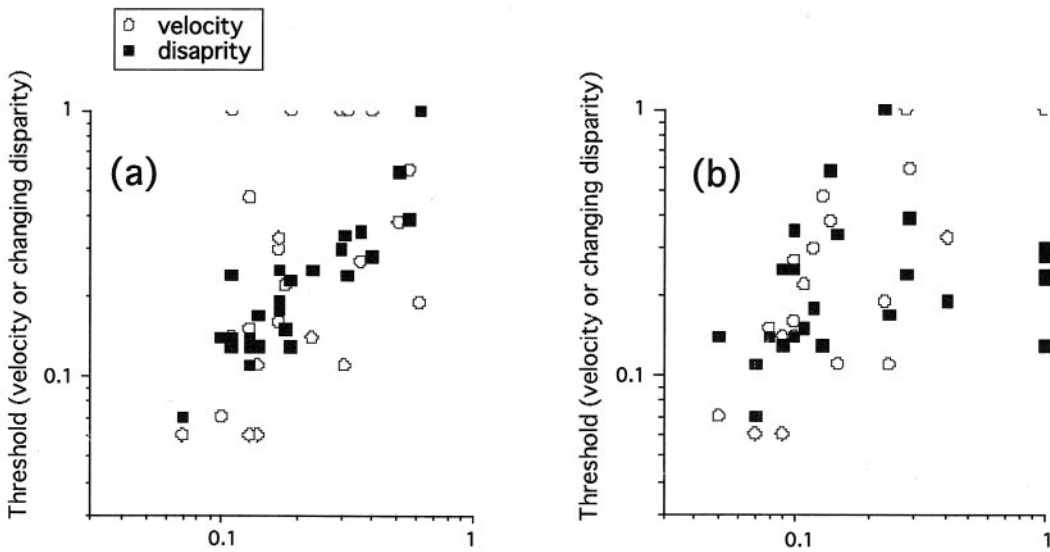 velocity
disaprity
Threshold (velocity or changing disparity)
1
0.1
(a)
0.1
1
Threshold (velocity or changing disparity)
1
0.1
(b)
0.1
1